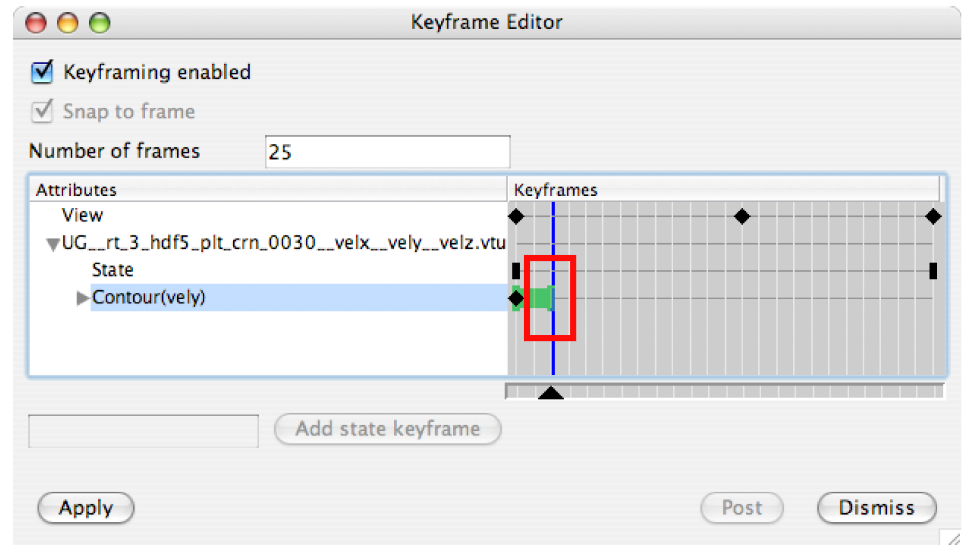 Keyframe Editor
Keyframing enabled
Snap to frame
Number of frames 25
Attributes Keyframes
View
UG__rt_3_hdf5_plt_crn_0030__velx__vely__velz.vtu
State
Contour(vely)
Add state keyframe
Apply Post Dismiss